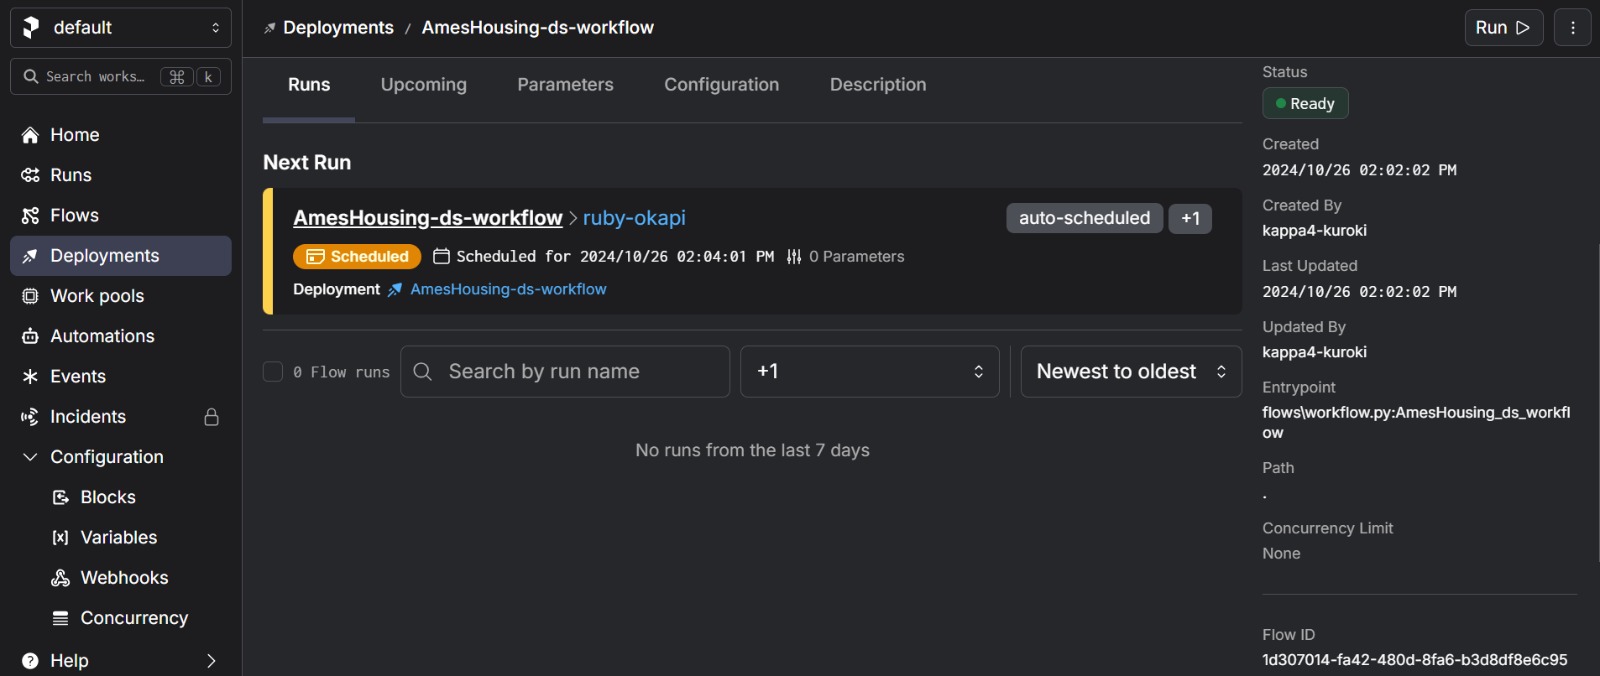 default
Search works… ⌘ k
Home
Runs
Flows
Deployments
Work pools
Automations
Events
Incidents
Configuration
Blocks
Variables
Webhooks
Concurrency
Help
Deployments / AmesHousing-ds-workflow
Run
Runs Upcoming Parameters Configuration Description
Next Run
AmesHousing-ds-workflow > ruby-okapi auto-scheduled +1
Scheduled Scheduled for 2024/10/26 02:04:01 PM 0 Parameters
Deployment AmesHousing-ds-workflow
0 Flow runs Search by run name +1 Newest to oldest
No runs from the last 7 days
Status
Ready
Created
2024/10/26 02:02:02 PM
Created By
kappa4-kuroki
Last Updated
2024/10/26 02:02:02 PM
Updated By
kappa4-kuroki
Entrypoint
flows\workflow.py:AmesHousing_ds_workfl
ow
Path
.
Concurrency Limit
None
Flow ID
1d307014-fa42-480d-8fa6-b3d8df8e6c95